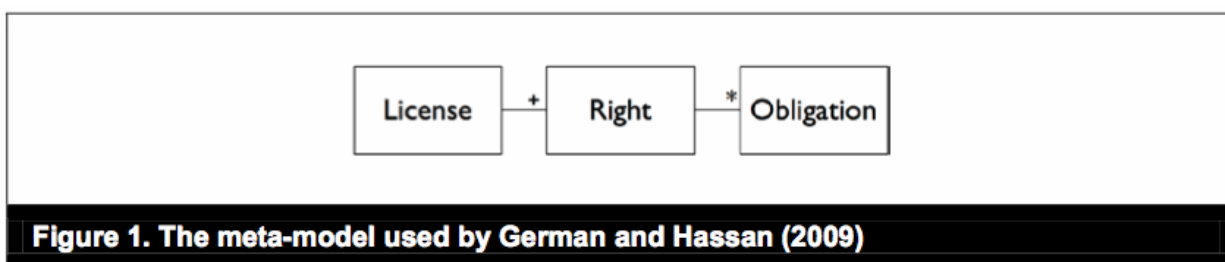 License + Right * Obligation
Figure 1. The meta-model used by German and Hassan (2009)